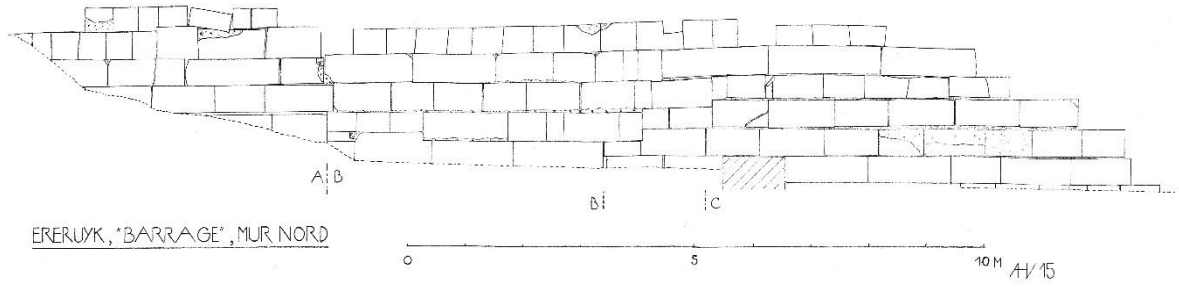 A B
B C
ERERUYK, "BARRAGE", MUR NORD
0 5 10 M
AH/15